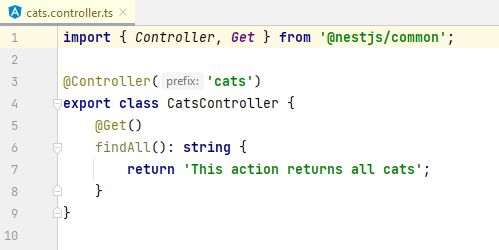 cats.controller.ts ×
1 import { Controller, Get } from '@nestjs/common';
2
3 @Controller( prefix: 'cats')
4 export class CatsController {
5     @Get()
6     findAll(): string {
7         return 'This action returns all cats';
8     }
9 }
10